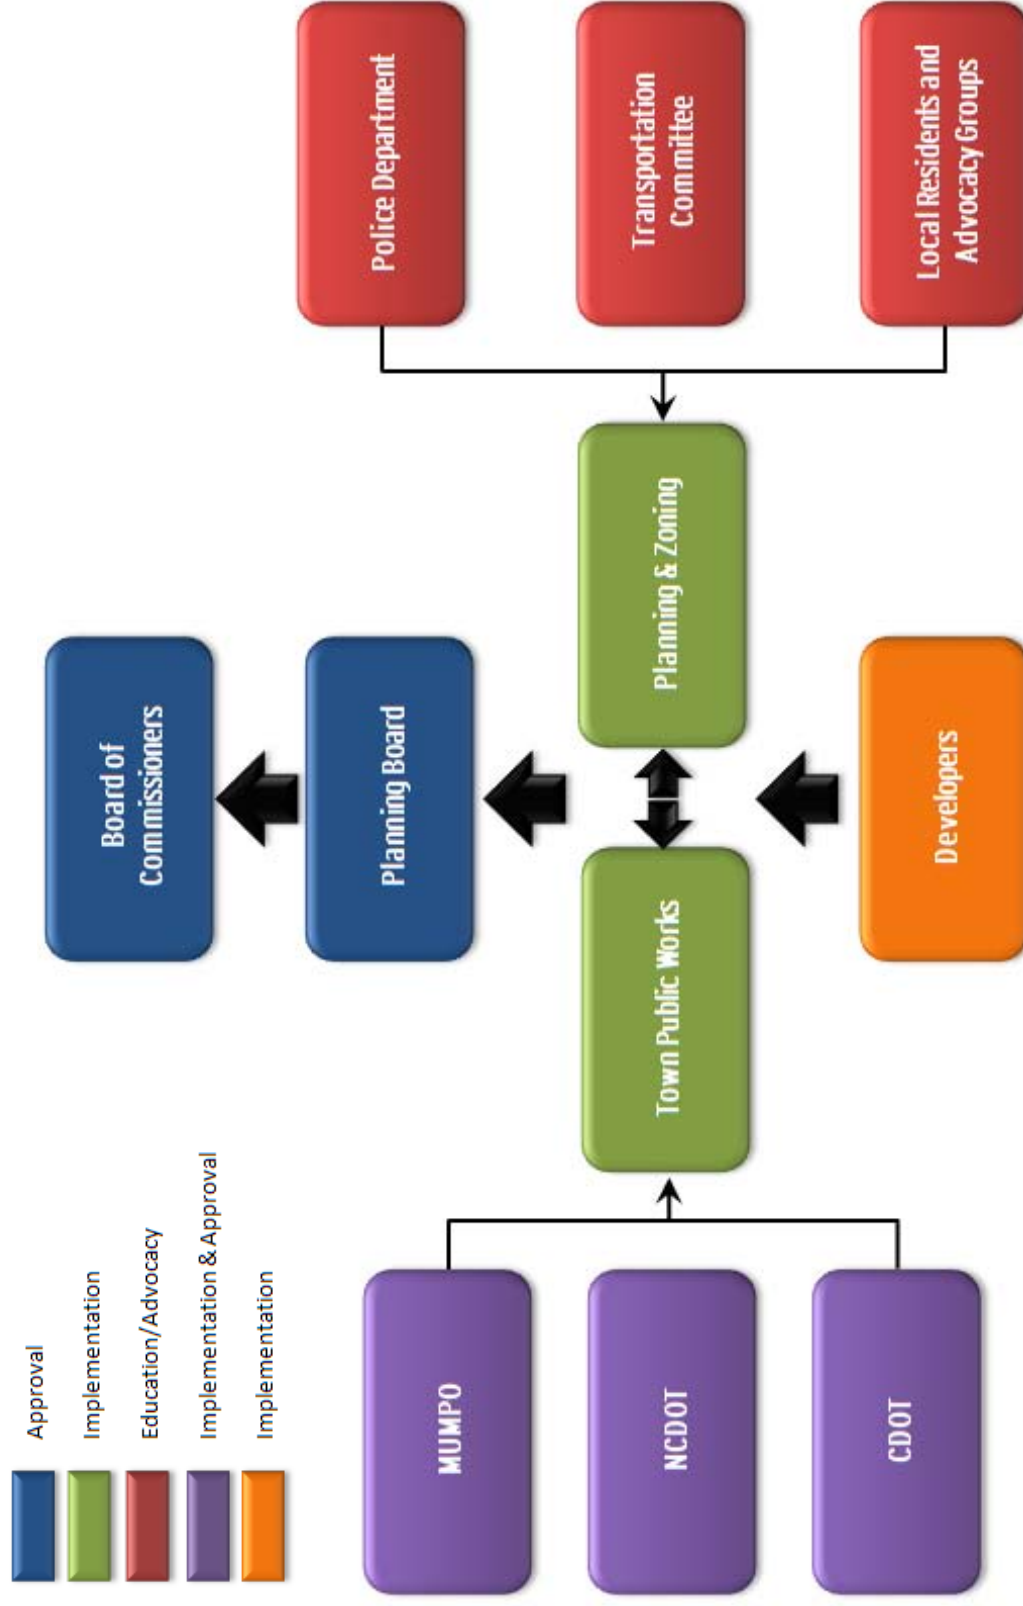 Approval
Implementation
Education/Advocacy
Implementation & Approval
Implementation
Board of
Commissioners
Planning Board
MUMPO
NCDOT
CDOT
Town Public Works
Planning & Zoning
Developers
Police Department
Transportation
Committee
Local Residents and
Advocacy Groups